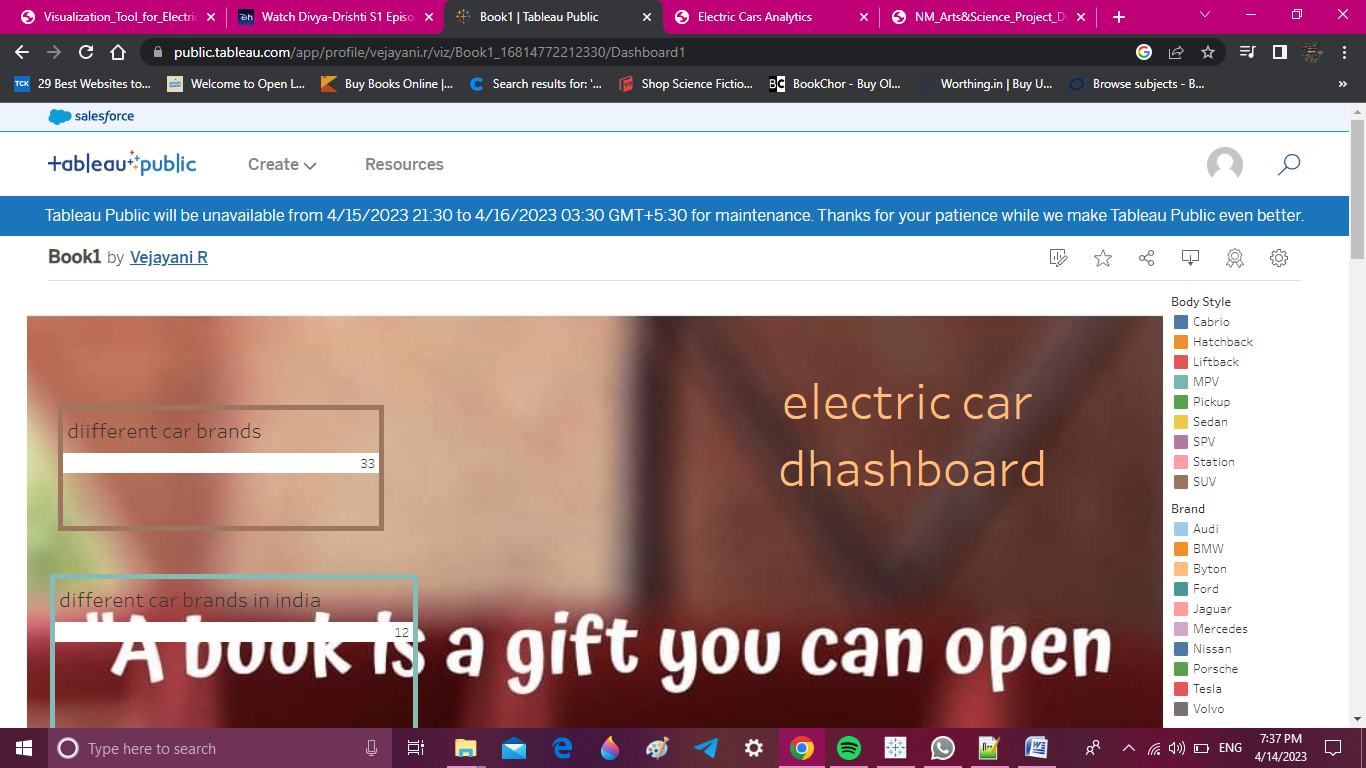 Visualization_Tool_for_Electric
Watch Divya-Drishti S1 Episo
Book1 | Tableau Public
Electric Cars Analytics
NM_Arts&Science_Project_D
public.tableau.com/app/profile/vejayani.r/viz/Book1_16814772212330/Dashboard1
TCK 29 Best Websites to...
Welcome to Open L...
Buy Books Online |...
Search results for: '...
Shop Science Fictio...
BC BookChor - Buy Ol...
Worthing.in | Buy U...
Browse subjects - B...
salesforce
tableau public
Create
Resources
Tableau Public will be unavailable from 4/15/2023 21:30 to 4/16/2023 03:30 GMT+5:30 for maintenance. Thanks for your patience while we make Tableau Public even better.
Book1 by Vejayani R
electric car
dhashboard
diifferent car brands
33
different car brands in india
12
"A book is a gift you can open
Body Style
Cabrio
Hatchback
Liftback
MPV
Pickup
Sedan
SPV
Station
SUV
Brand
Audi
BMW
Byton
Ford
Jaguar
Mercedes
Nissan
Porsche
Tesla
Volvo
Type here to search
ENG
7:37 PM
4/14/2023